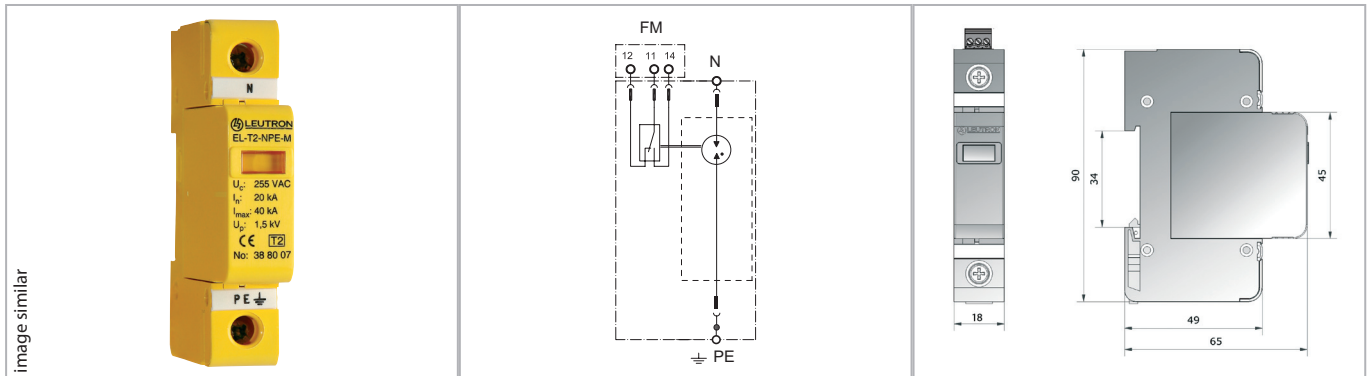 N
LEUTRON
EL-T2-NPE-M
Uc: 255 VAC
In: 20 kA
Imax: 40 kA
Up: 1,5 kV
CE T2
No: 38 80 07
PE
image similar
FM
12 11 14
N
PE
LEUTRON
18
90
34
45
49
65